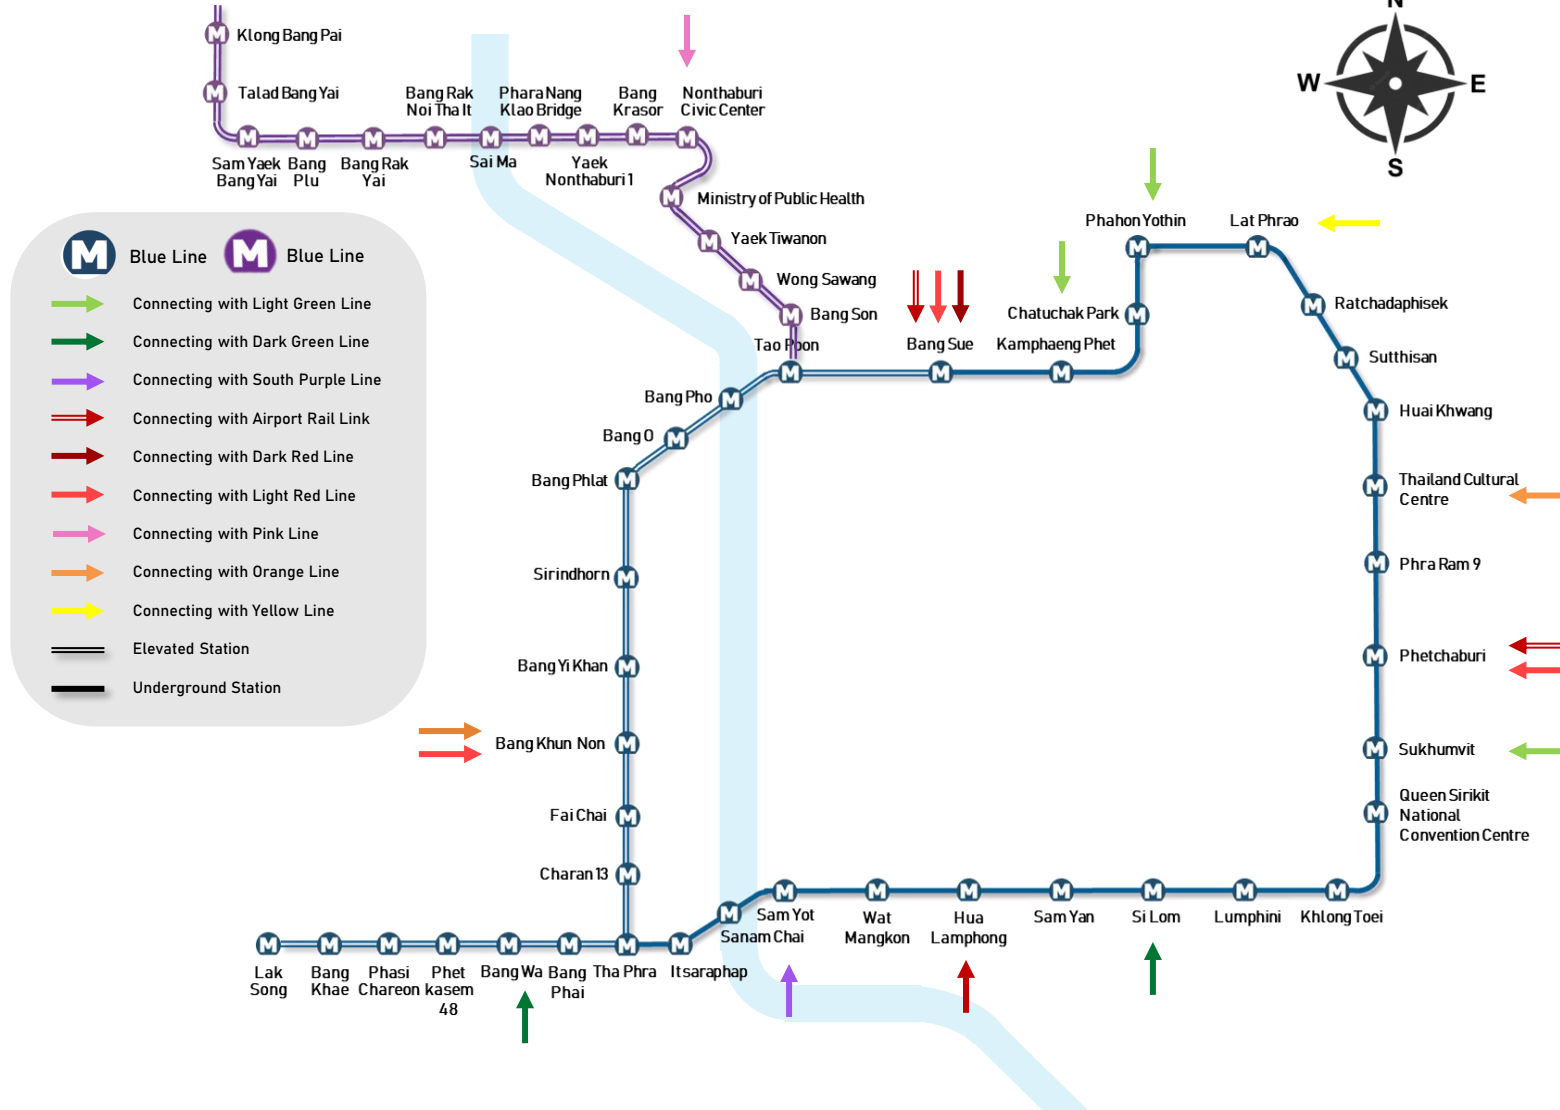 N
W
E
S
Klong Bang Pai
Talad Bang Yai
Bang Rak
Noi Tha It
Phara Nang
Klao Bridge
Bang
Krasor
Nonthaburi
Civic Center
Sam Yaek
Bang Yai
Bang
Plu
Bang Rak
Yai
Sai Ma
Yaek
Nonthaburi 1
Ministry of Public Health
Yaek Tiwanon
Wong Sawang
Bang Son
Tao Poon
M Blue Line
M Blue Line
Connecting with Light Green Line
Connecting with Dark Green Line
Connecting with South Purple Line
Connecting with Airport Rail Link
Connecting with Dark Red Line
Connecting with Light Red Line
Connecting with Pink Line
Connecting with Orange Line
Connecting with Yellow Line
Elevated Station
Underground Station
Bang Sue
Kamphaeng Phet
Chatuchak Park
Phahon Yothin
Lat Phrao
Ratchadaphisek
Sutthisan
Huai Khwang
Thailand Cultural
Centre
Phra Ram 9
Phetchaburi
Sukhumvit
Queen Sirikit
National
Convention Centre
Bang Pho
Bang O
Bang Phlat
Sirindhorn
Bang Yi Khan
Bang Khun Non
Fai Chai
Charan 13
Lak
Song
Bang
Khae
Phasi
Chareon
Phet
kasem
48
Bang Wa
Bang
Phai
Tha Phra
Itsaraphap
Sanam Chai
Sam Yot
Wat
Mangkon
Hua
Lamphong
Sam Yan
Si Lom
Lumphini
Khlong Toei